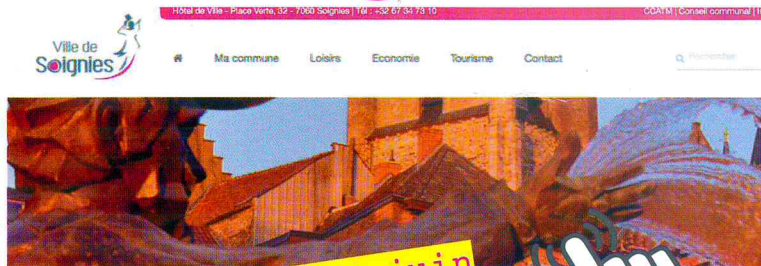 Hôtel de Ville - Place Verte, 32 - 7060 Soignies | Tél : +32 67 34 73 10
CCATM | Conseil communal |
Ville de
Soignies
Ma commune
Loisirs
Economie
Tourisme
Contact
Rechercher
juin